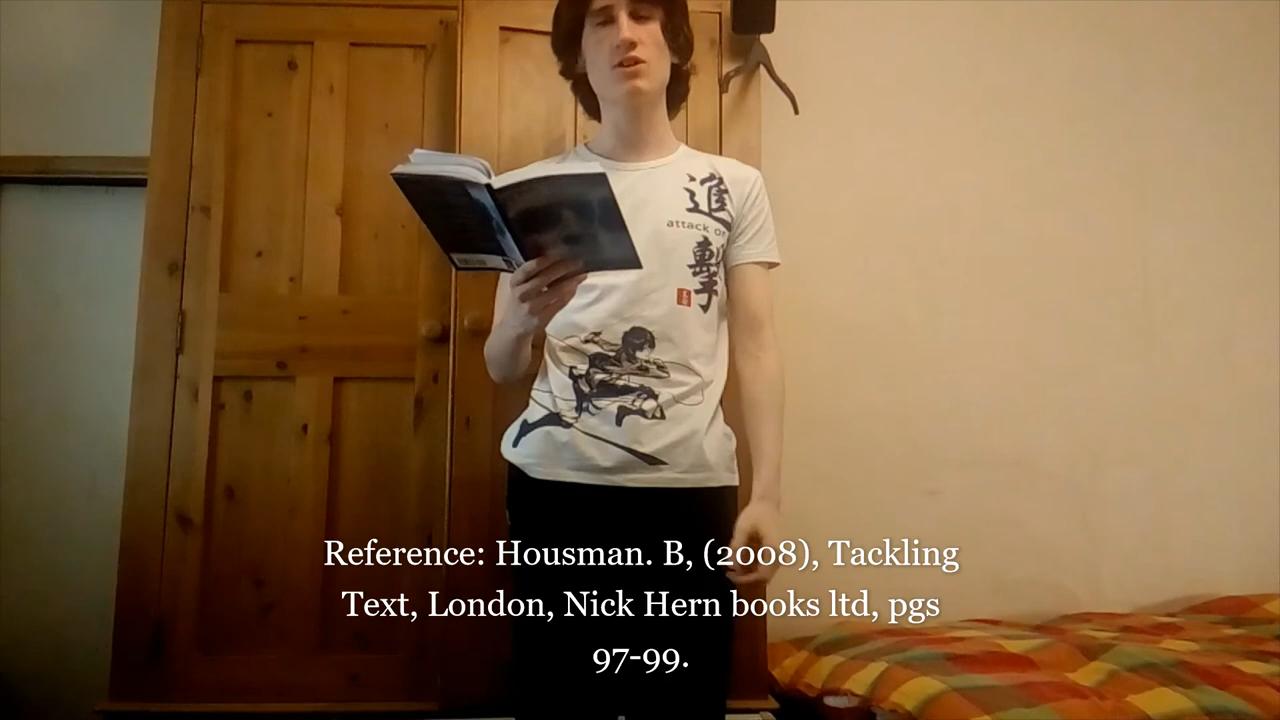 進
attack on
撃
Reference: Housman. B, (2008), Tackling
Text, London, Nick Hern books ltd, pgs
97-99.